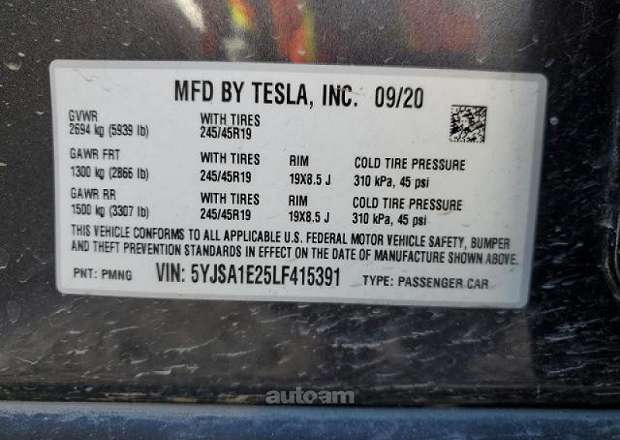 MFD BY TESLA, INC. 09/20
GVWR
2694 kg (5939 lb)
WITH TIRES
245/45R19
GAWR FRT
1300 kg (2866 lb)
WITH TIRES
245/45R19
RIM
19X8.5 J
COLD TIRE PRESSURE
310 kPa, 45 psi
GAWR RR
1500 kg (3307 lb)
WITH TIRES
245/45R19
RIM
19X8.5 J
COLD TIRE PRESSURE
310 kPa, 45 psi
THIS VEHICLE CONFORMS TO ALL APPLICABLE U.S. FEDERAL MOTOR VEHICLE SAFETY, BUMPER
AND THEFT PREVENTION STANDARDS IN EFFECT ON THE DATE OF MANUFACTURE SHOWN ABOVE.
PNT: PMNG VIN: 5YJSA1E25LF415391 TYPE: PASSENGER CAR
autoam